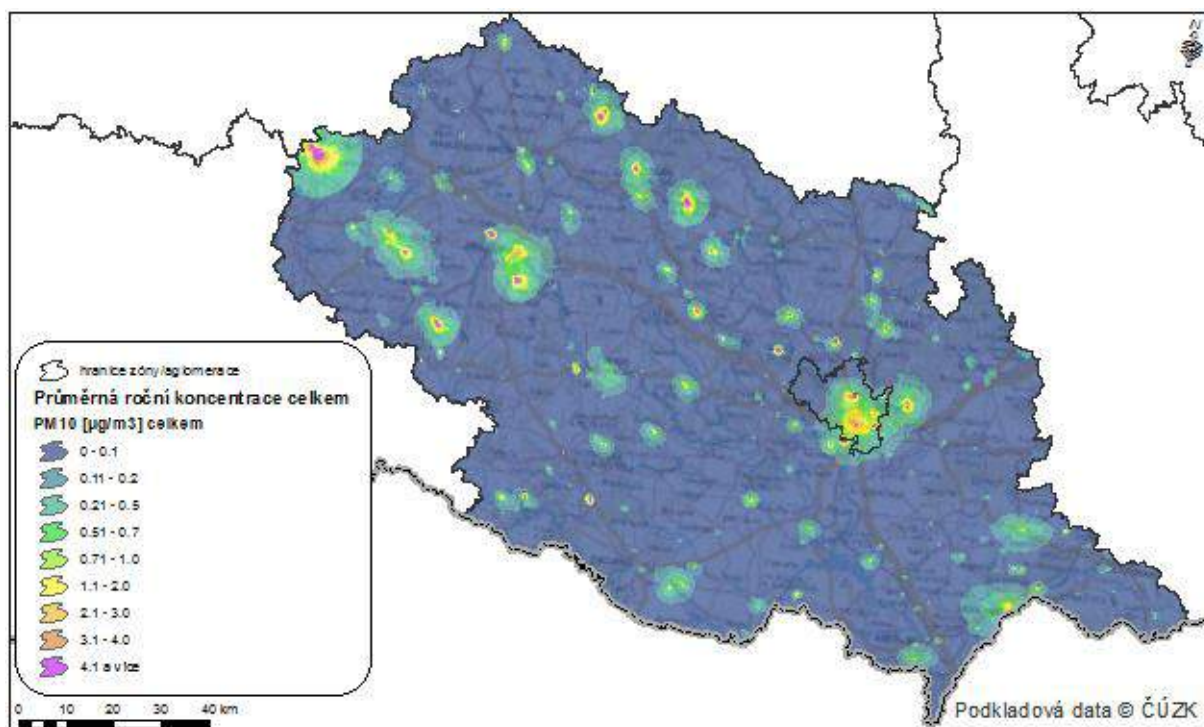 hranice zóny/aglomerace
Průměrná roční koncentrace celkem
PM10 [µg/m3] celkem
0 - 0.1
0.11 - 0.2
0.21 - 0.5
0.51 - 0.7
0.71 - 1.0
1.1 - 2.0
2.1 - 3.0
3.1 - 4.0
4.1 a více
0 10 20 30 40 km
Podkladová data © ČÚZK